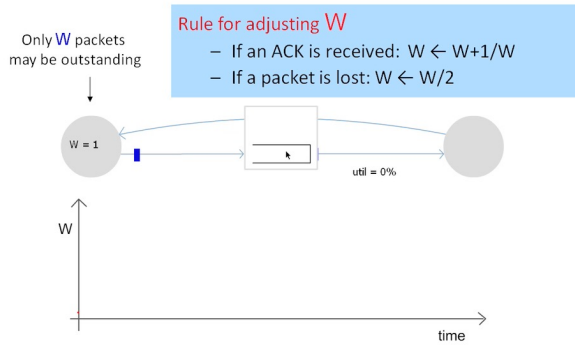 Rule for adjusting W
Only W packets
may be outstanding
– If an ACK is received: W ← W+1/W
– If a packet is lost: W ← W/2
W = 1
util = 0%
W
time